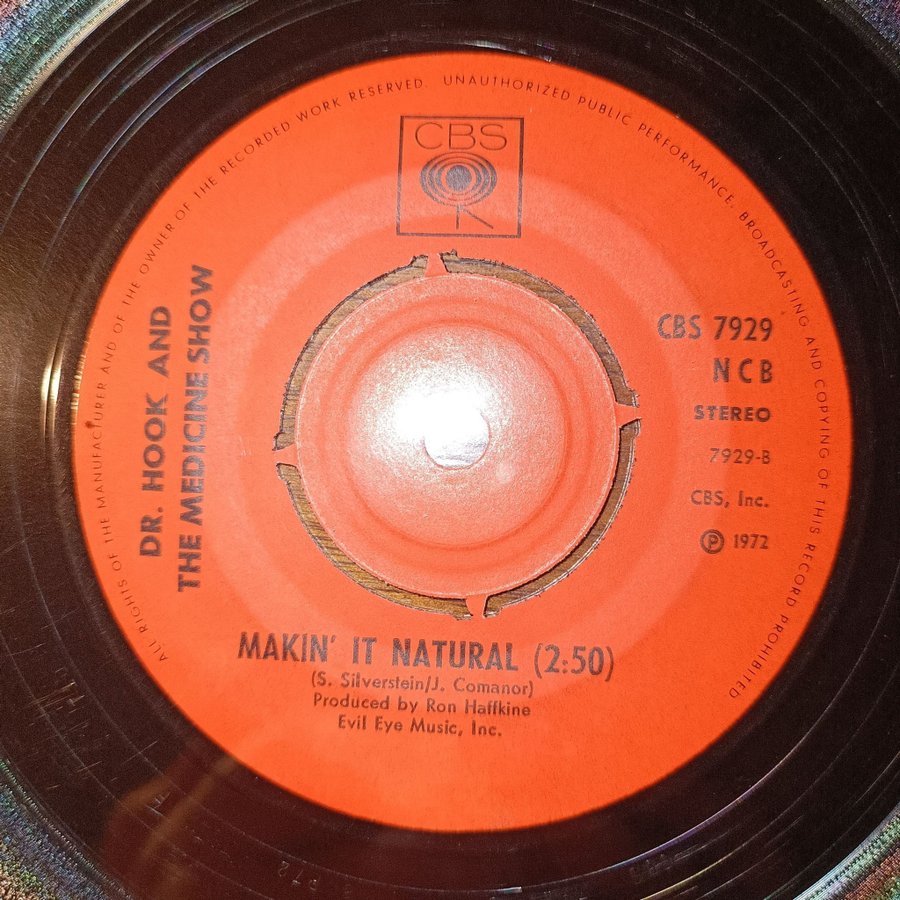 ALL RIGHTS OF THE MANUFACTURER AND OF THE OWNER OF THE RECORDED WORK RESERVED. UNAUTHORIZED PUBLIC PERFORMANCE, BROADCASTING AND COPYING OF THIS RECORD PROHIBITED
CBS
DR. HOOK AND
THE MEDICINE SHOW
CBS 7929
NCB
STEREO
7929-B
CBS, Inc.
Ⓟ 1972
MAKIN' IT NATURAL (2:50)
(S. Silverstein/J. Comanor)
Produced by Ron Haffkine
Evil Eye Music, Inc.